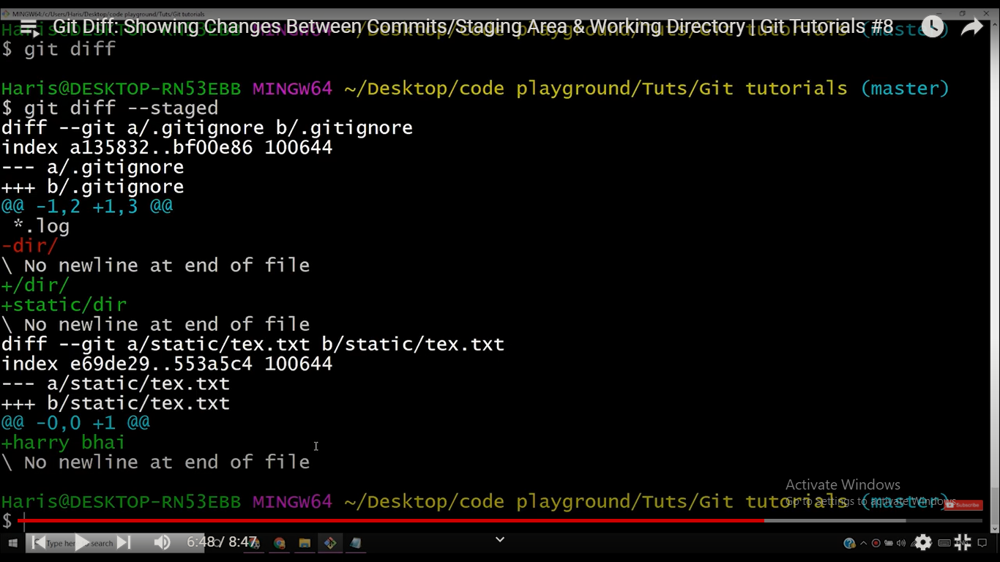 MINGW64:/c/Users/Haris/Desktop/code playground/Tuts/Git tutorials
Git Diff: Showing Changes Between Commits/Staging Area & Working Directory | Git Tutorials #8
$ git diff
Haris@DESKTOP-RN53EBB MINGW64 ~/Desktop/code playground/Tuts/Git tutorials (master)
$ git diff --staged
diff --git a/.gitignore b/.gitignore
index a135832..bf00e86 100644
--- a/.gitignore
+++ b/.gitignore
@@ -1,2 +1,3 @@
*.log
-dir/
\ No newline at end of file
+/dir/
+static/dir
\ No newline at end of file
diff --git a/static/tex.txt b/static/tex.txt
index e69de29..553a5c4 100644
--- a/static/tex.txt
+++ b/static/tex.txt
@@ -0,0 +1 @@
+harry bhai
\ No newline at end of file
Activate Windows
Go to Settings to activate Windows.
Haris@DESKTOP-RN53EBB MINGW64 ~/Desktop/code playground/Tuts/Git tutorials (master)
Subscribe
$
Type here to search
6:48 / 8:47